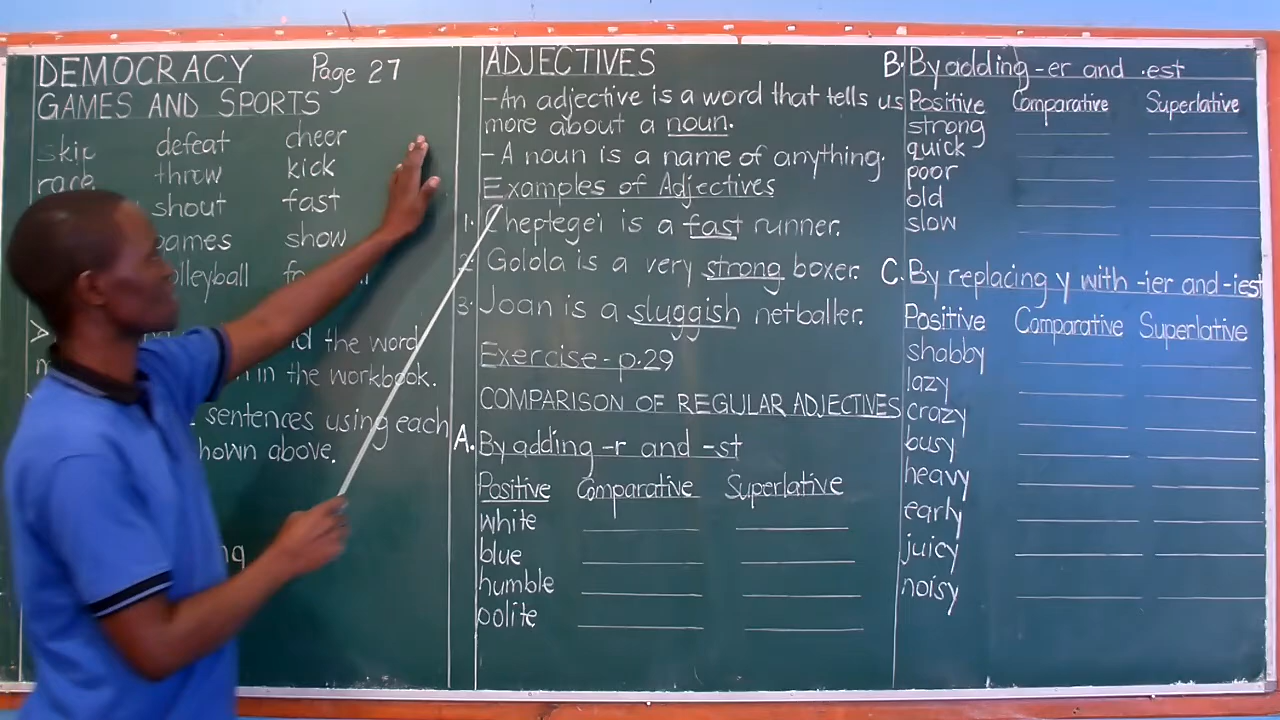 DEMOCRACY Page 27
GAMES AND SPORTS
skip defeat cheer
race throw kick
shout fast
games show
volleyball
the word
in the workbook.
sentences using each
shown above.
ADJECTIVES
-An adjective is a word that tells us
more about a noun.
-A noun is a name of anything.
Examples of Adjectives
1. Cheptegei is a fast runner.
2. Golola is a very strong boxer.
3. Joan is a sluggish netballer.
Exercise - p.29
COMPARISON OF REGULAR ADJECTIVES
A. By adding -r and -st
Positive Comparative Superlative
white
blue
humble
polite
B. By adding -er and -est
Positive Comparative Superlative
strong
quick
poor
old
slow
C. By replacing y with -ier and -iest
Positive Comparative Superlative
shabby
lazy
crazy
busy
heavy
early
juicy
noisy